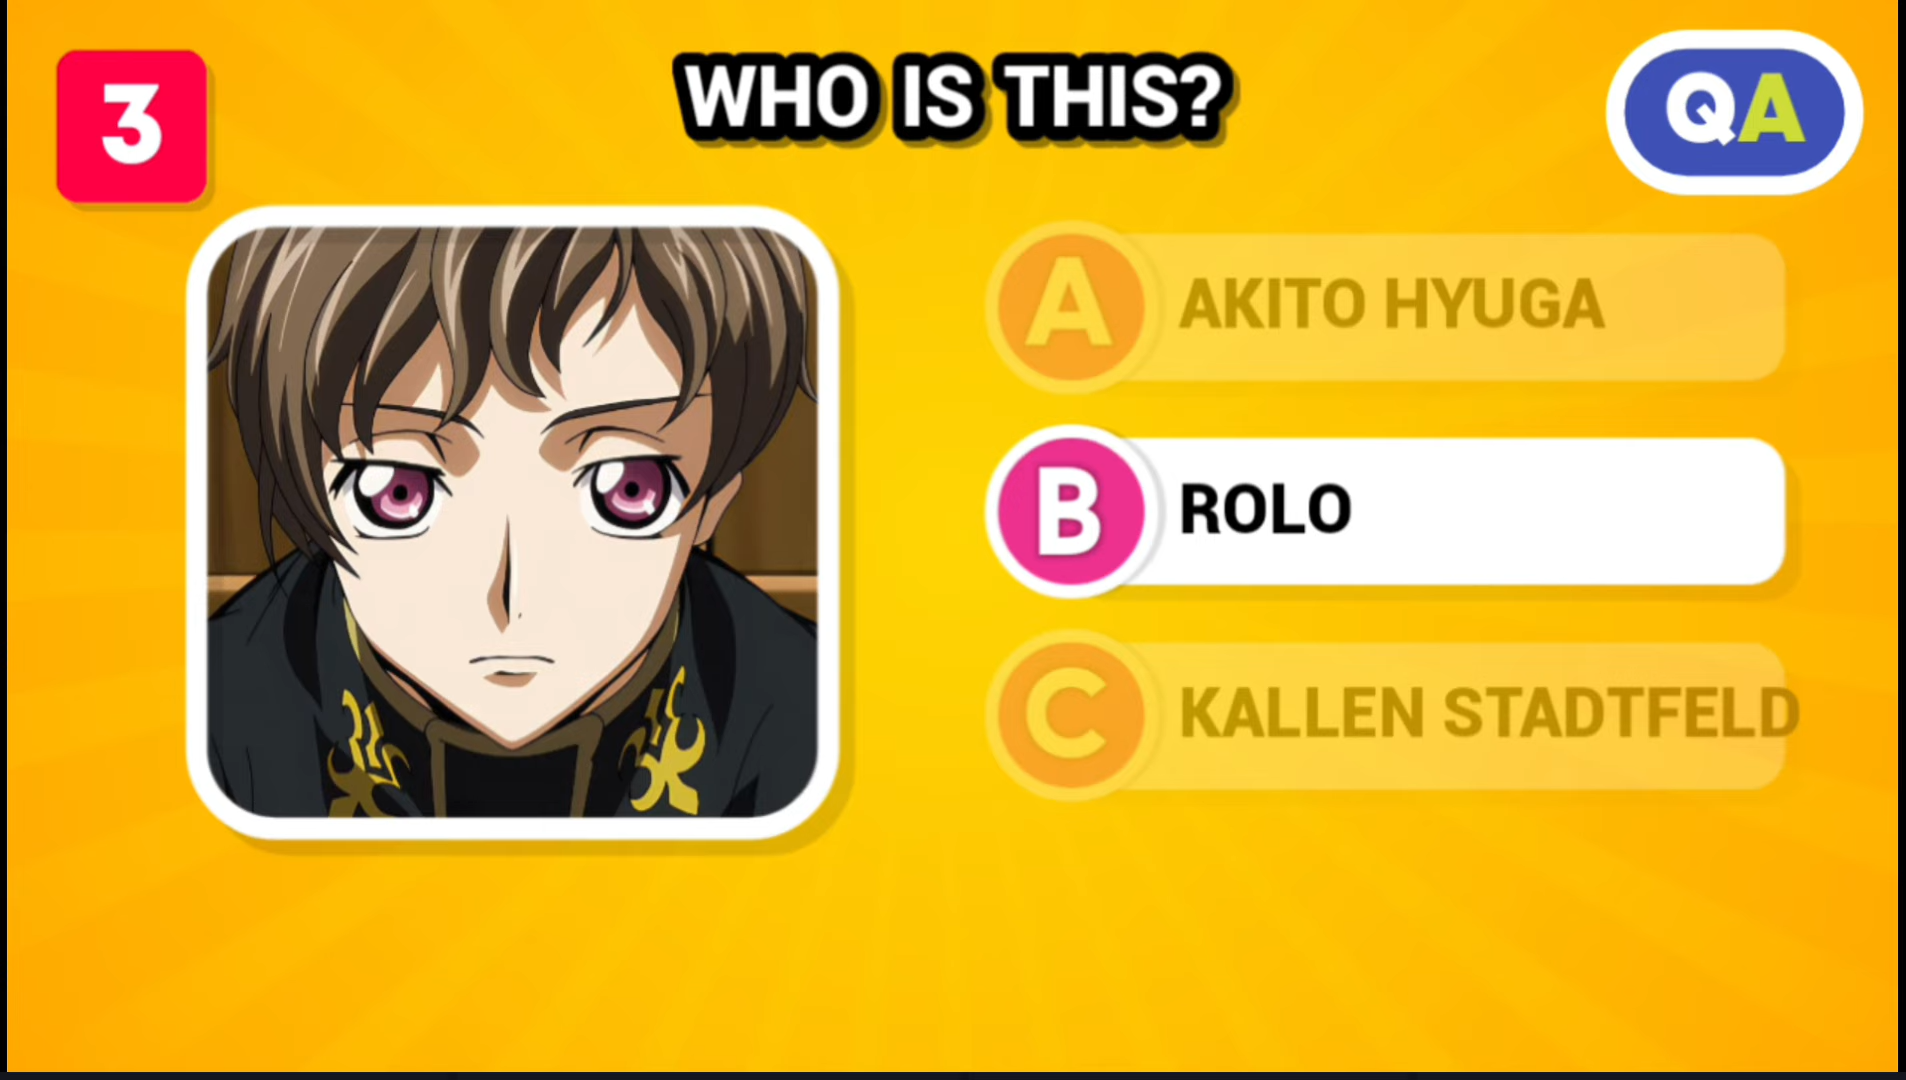 3
WHO IS THIS?
QA
A AKITO HYUGA
B ROLO
C KALLEN STADTFELD